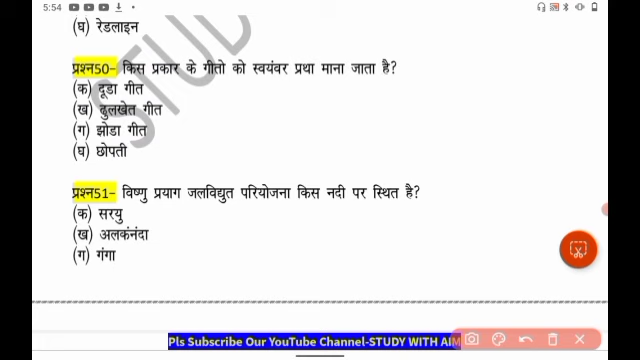 5:54
(घ) रेडलाइन
प्रश्न50- किस प्रकार के गीतो को स्वयंवर प्रथा माना जाता है?
(क) दूडा गीत
(ख) ढुलखेत गीत
(ग) झोडा गीत
(घ) छोपती
प्रश्न51- विष्णु प्रयाग जलविद्युत परियोजना किस नदी पर स्थित है?
(क) सरयु
(ख) अलकंनंदा
(ग) गंगा
Pls Subscribe Our YouTube Channel-STUDY WITH AIM
STUD